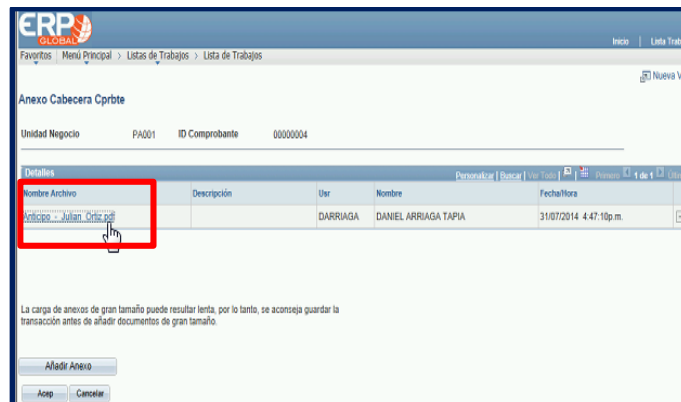 ERP
GLOBAL
Inicio | Lista Trab
Favoritos | Menú Principal > Listas de Trabajos > Lista de Trabajos
Nueva V
Anexo Cabecera Cprbte
Unidad Negocio PA001 ID Comprobante 00000004
Detalles Personalizar | Buscar | Ver Todo | Primero 1 de 1
Nombre Archivo Descripción Usr Nombre Fecha/Hora
Anticipo_-_Julian_Ortiz.pdf DARRIAGA DANIEL ARRIAGA TAPIA 31/07/2014 4:47:10p.m.
La carga de anexos de gran tamaño puede resultar lenta, por lo tanto, se aconseja guardar la
transacción antes de añadir documentos de gran tamaño.
Añadir Anexo
Acep Cancelar